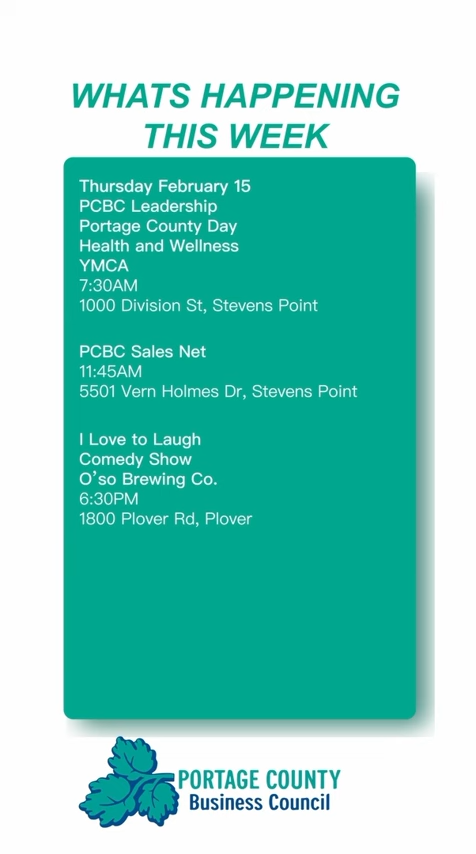 WHATS HAPPENING
THIS WEEK
Thursday February 15
PCBC Leadership
Portage County Day
Health and Wellness
YMCA
7:30AM
1000 Division St, Stevens Point
PCBC Sales Net
11:45AM
5501 Vern Holmes Dr, Stevens Point
I Love to Laugh
Comedy Show
O’so Brewing Co.
6:30PM
1800 Plover Rd, Plover
PORTAGE COUNTY
Business Council